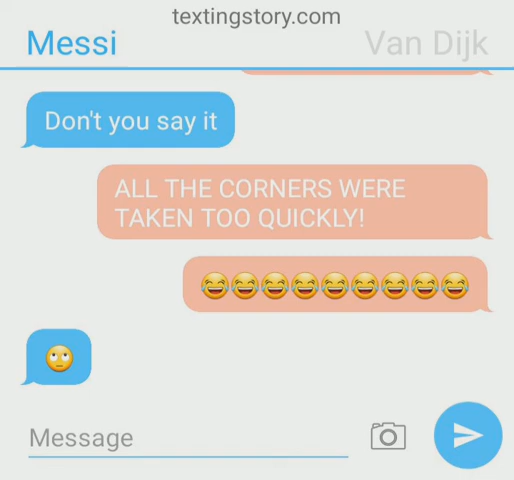 textingstory.com
Messi
Van Dijk
Don't you say it
ALL THE CORNERS WERE
TAKEN TOO QUICKLY!
😂😂😂😂😂😂😂😂😂
🙄
Message